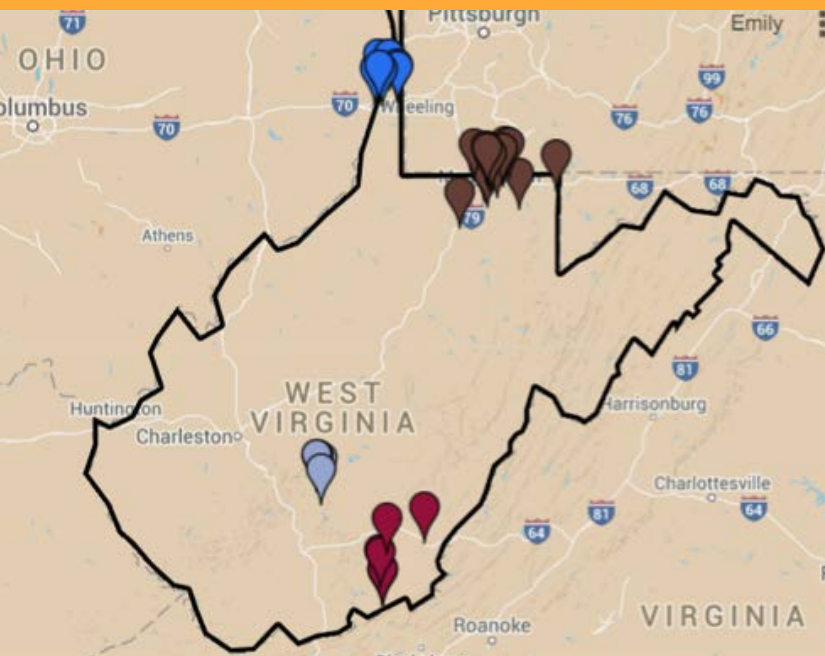 71
Pittsburgh
Emily
OHIO
99
olumbus
70
70
Wheeling
76
76
68
68
79
Athens
66
81
WEST
VIRGINIA
Huntington
Harrisonburg
Charleston
Charlottesville
64
81
64
VIRGINIA
Roanoke